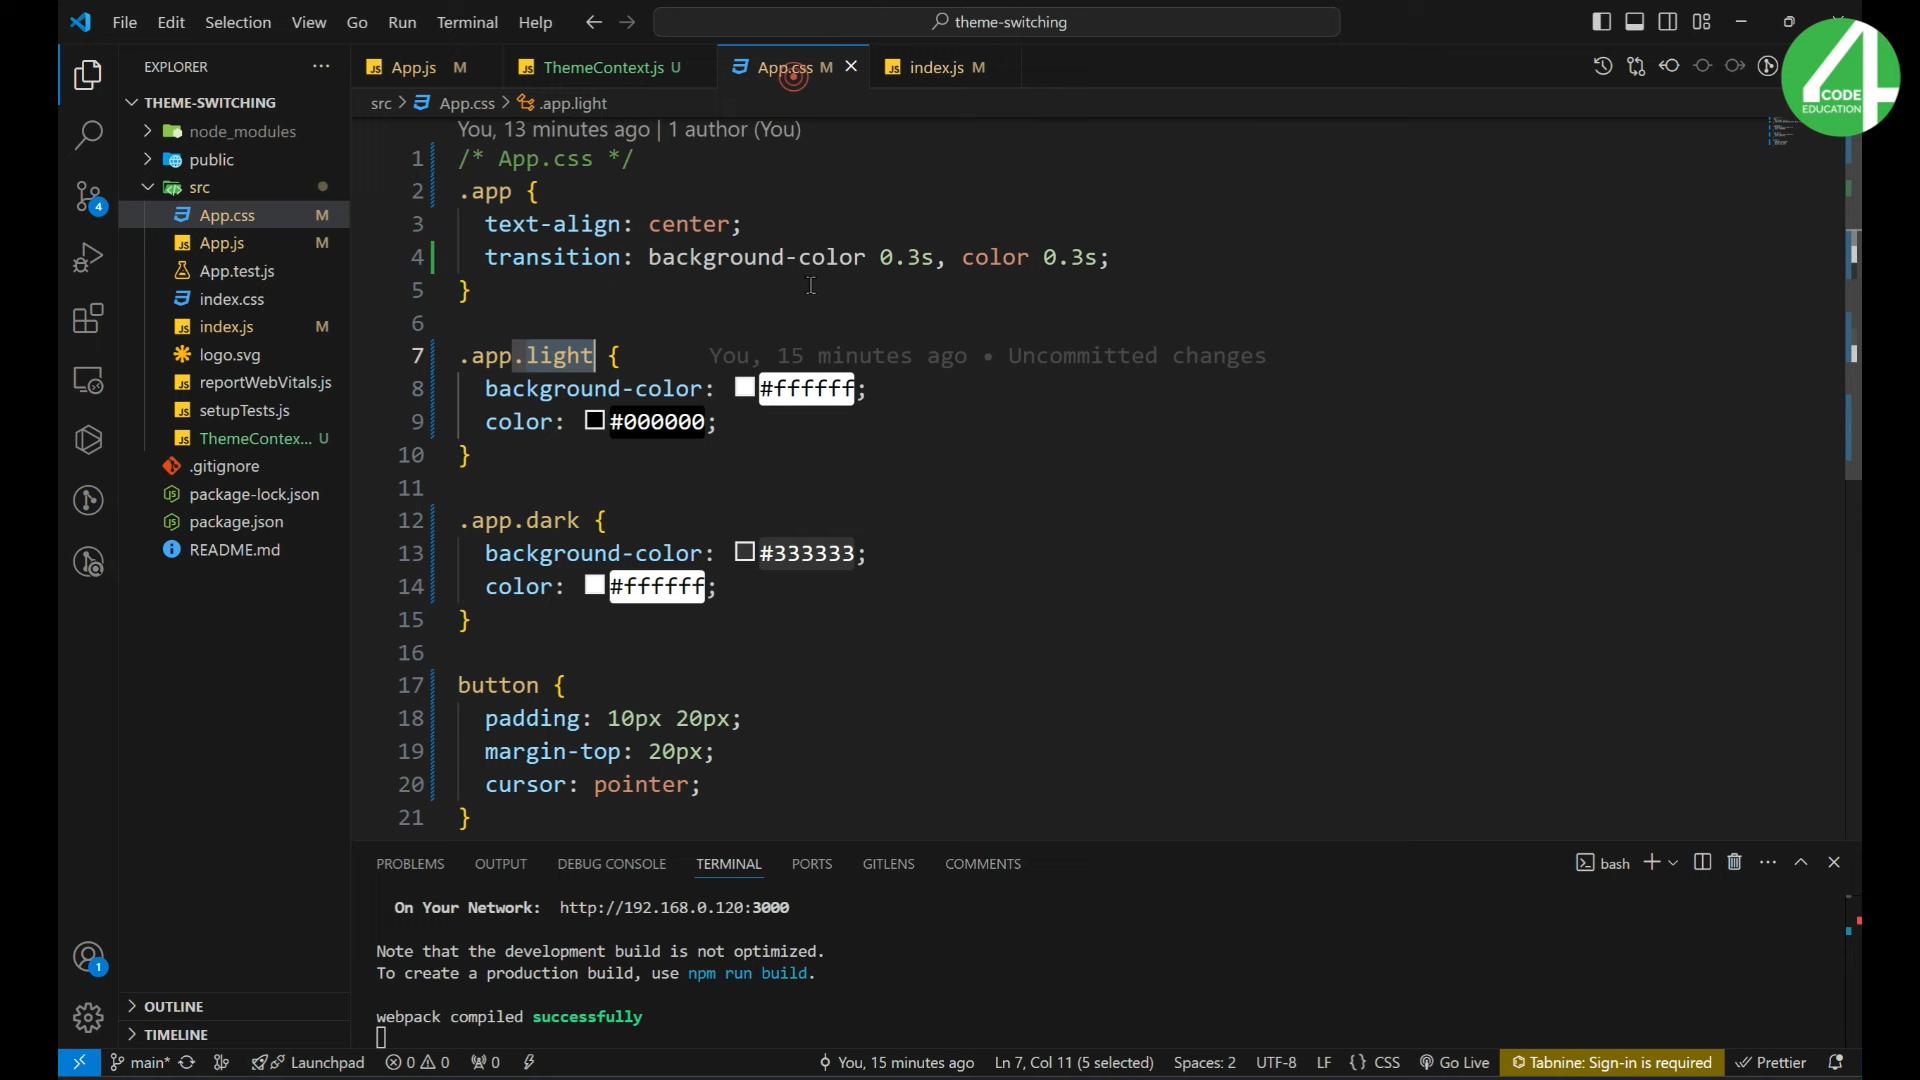 File Edit Selection View Go Run Terminal Help
theme-switching
4
CODE
EDUCATION
EXPLORER
App.js M
ThemeContext.js U
App.css M
index.js M
src > App.css > .app.light
THEME-SWITCHING
node_modules
public
src
App.css M
App.js M
App.test.js
index.css
index.js M
logo.svg
reportWebVitals.js
setupTests.js
ThemeContex... U
.gitignore
package-lock.json
package.json
README.md
OUTLINE
TIMELINE
4
1
You, 13 minutes ago | 1 author (You)
1 /* App.css */
2 .app {
3 text-align: center;
4 transition: background-color 0.3s, color 0.3s;
5 }
6
7 .app.light { You, 15 minutes ago • Uncommitted changes
8 background-color: #ffffff;
9 color: #000000;
10 }
11
12 .app.dark {
13 background-color: #333333;
14 color: #ffffff;
15 }
16
17 button {
18 padding: 10px 20px;
19 margin-top: 20px;
20 cursor: pointer;
21 }
PROBLEMS OUTPUT DEBUG CONSOLE TERMINAL PORTS GITLENS COMMENTS
bash
On Your Network: http://192.168.0.120:3000
Note that the development build is not optimized.
To create a production build, use npm run build.
webpack compiled successfully
main* Launchpad 0 0 0 You, 15 minutes ago Ln 7, Col 11 (5 selected) Spaces: 2 UTF-8 LF {} CSS Go Live Tabnine: Sign-in is required Prettier